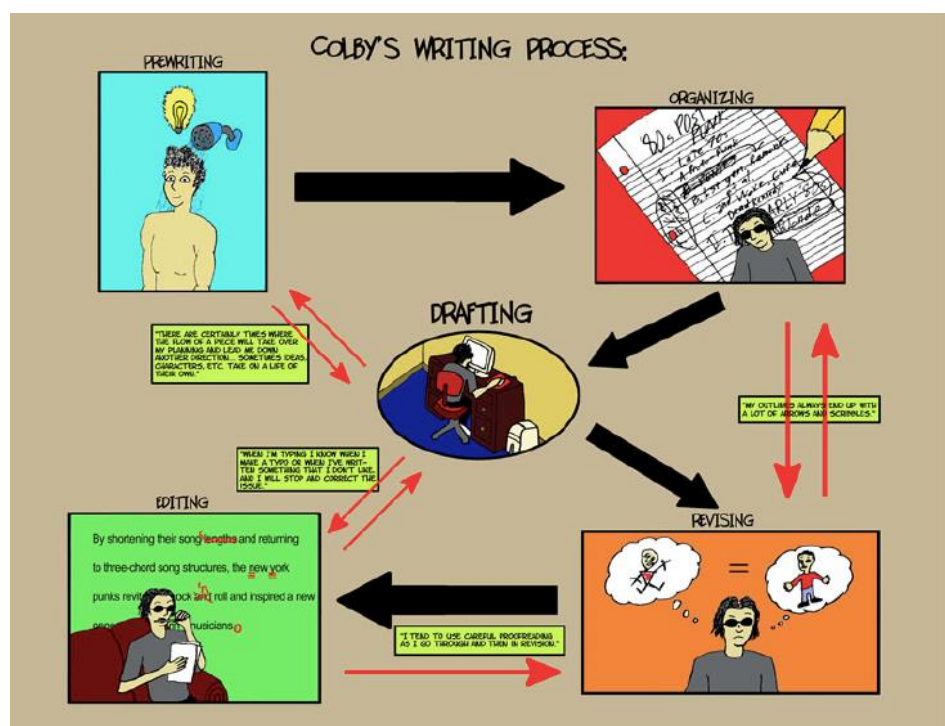 COLBY'S WRITING PROCESS:
PREWRITING
ORGANIZING
'80s POST
PUNK
I. LATE 70s
"THERE ARE CERTAINLY TIMES WHERE
THE FLOW OF A PIECE WILL TAKE OVER
MY PLANNING AND LEAD ME DOWN
ANOTHER DIRECTION... SOMETIMES IDEAS,
CHARACTERS, ETC. TAKE ON A LIFE OF
THEIR OWN."
DRAFTING
"MY OUTLINES ALWAYS END UP WITH
A LOT OF ARROWS AND SCRIBBLES."
"WHEN I'M TYPING I KNOW WHEN I
MAKE A TYPO OR WHEN I'VE WRIT-
TEN SOMETHING THAT I DON'T LIKE,
AND I WILL STOP AND CORRECT THE
ISSUE."
EDITING
By shortening their song and returning
to three-chord song structures, the new york
punks rock and roll and inspired a new
musicians
REVISING
=
"I TEND TO USE CAREFUL PROOFREADING
AS I GO THROUGH AND THEN IN REVISION."